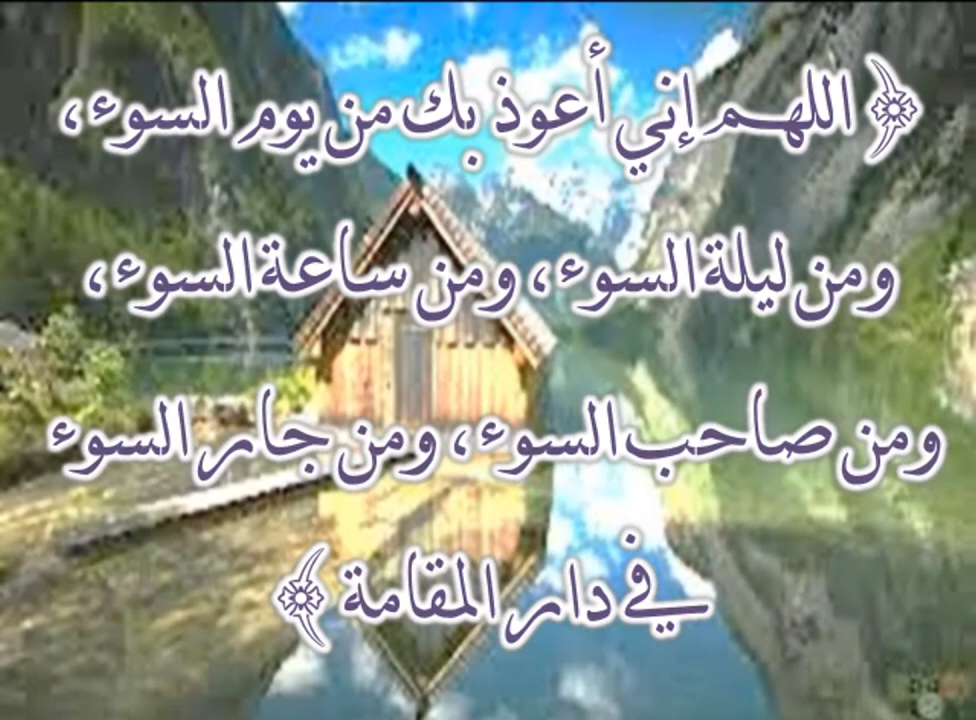 ﴿ اللهم إني أعوذ بك من يوم السوء،
ومن ليلة السوء، ومن ساعة السوء،
ومن صاحب السوء، ومن جار السوء
في دار المقامة ﴾